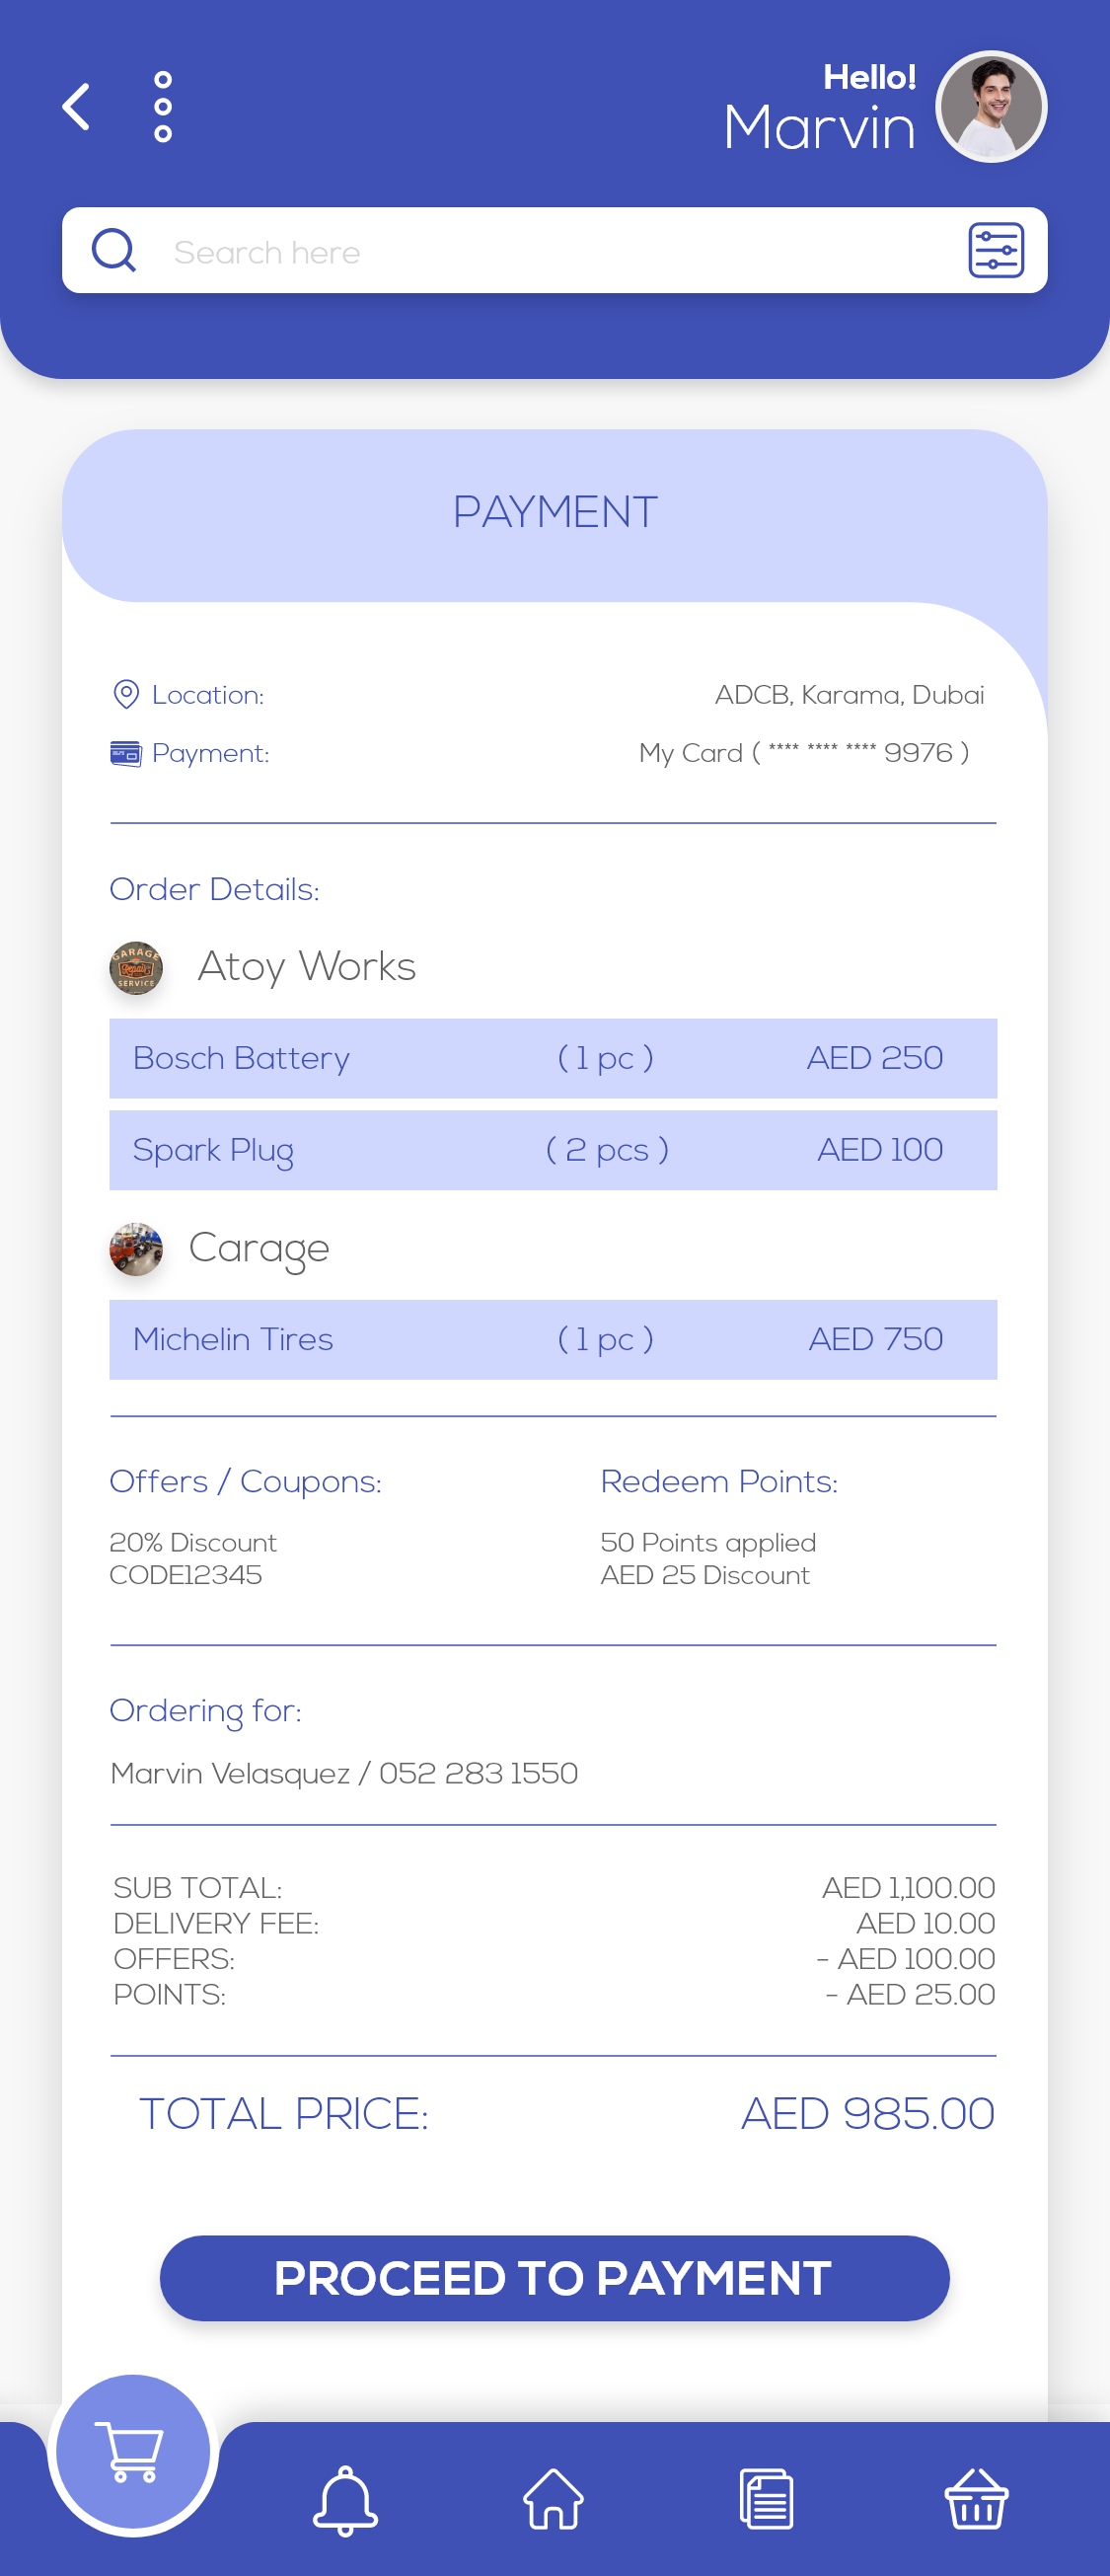 Hello!
Marvin
Search here
PAYMENT
Location: ADCB, Karama, Dubai
Payment: My Card ( **** **** **** 9976 )
Order Details:
GARAGE
Repair
SERVICE
Atoy Works
Bosch Battery ( 1 pc ) AED 250
Spark Plug ( 2 pcs ) AED 100
Carage
Michelin Tires ( 1 pc ) AED 750
Offers / Coupons: Redeem Points:
20% Discount 50 Points applied
CODE12345 AED 25 Discount
Ordering for:
Marvin Velasquez / 052 283 1550
SUB TOTAL: AED 1,100.00
DELIVERY FEE: AED 10.00
OFFERS: - AED 100.00
POINTS: - AED 25.00
TOTAL PRICE: AED 985.00
PROCEED TO PAYMENT